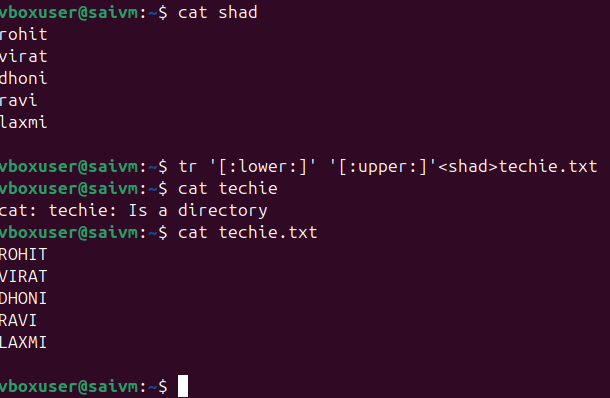 vboxuser@saivm:~$ cat shad
rohit
virat
dhoni
ravi
laxmi
vboxuser@saivm:~$ tr '[:lower:]' '[:upper:]'<shad>techie.txt
vboxuser@saivm:~$ cat techie
cat: techie: Is a directory
vboxuser@saivm:~$ cat techie.txt
ROHIT
VIRAT
DHONI
RAVI
LAXMI
vboxuser@saivm:~$